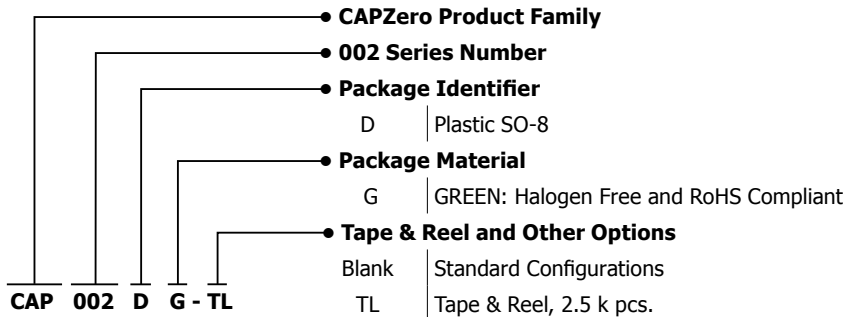 CAPZero Product Family
002 Series Number
Package Identifier
D Plastic SO-8
Package Material
G GREEN: Halogen Free and RoHS Compliant
Tape & Reel and Other Options
Blank Standard Configurations
TL Tape & Reel, 2.5 k pcs.
CAP 002 D G - TL